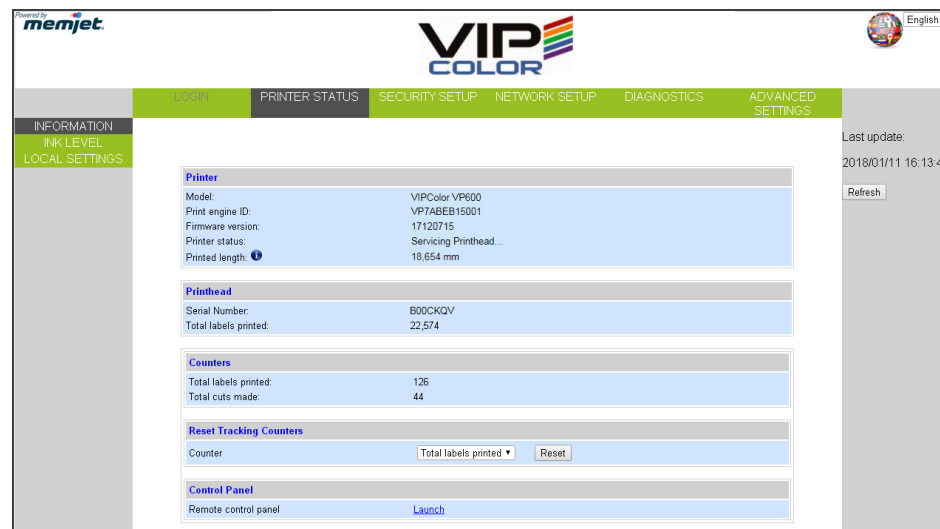 Powered by
memjet.
VIP
COLOR
English
LOGIN PRINTER STATUS SECURITY SETUP NETWORK SETUP DIAGNOSTICS ADVANCED
SETTINGS
INFORMATION
INK LEVEL
LOCAL SETTINGS
Last update:
2018/01/11 16:13:4
Refresh
Printer
Model: VIPColor VP600
Print engine ID: VP7ABEB15001
Firmware version: 17120715
Printer status: Servicing Printhead...
Printed length: 18,654 mm
Printhead
Serial Number: B00CKQV
Total labels printed: 22,574
Counters
Total labels printed: 126
Total cuts made: 44
Reset Tracking Counters
Counter Total labels printed Reset
Control Panel
Remote control panel Launch